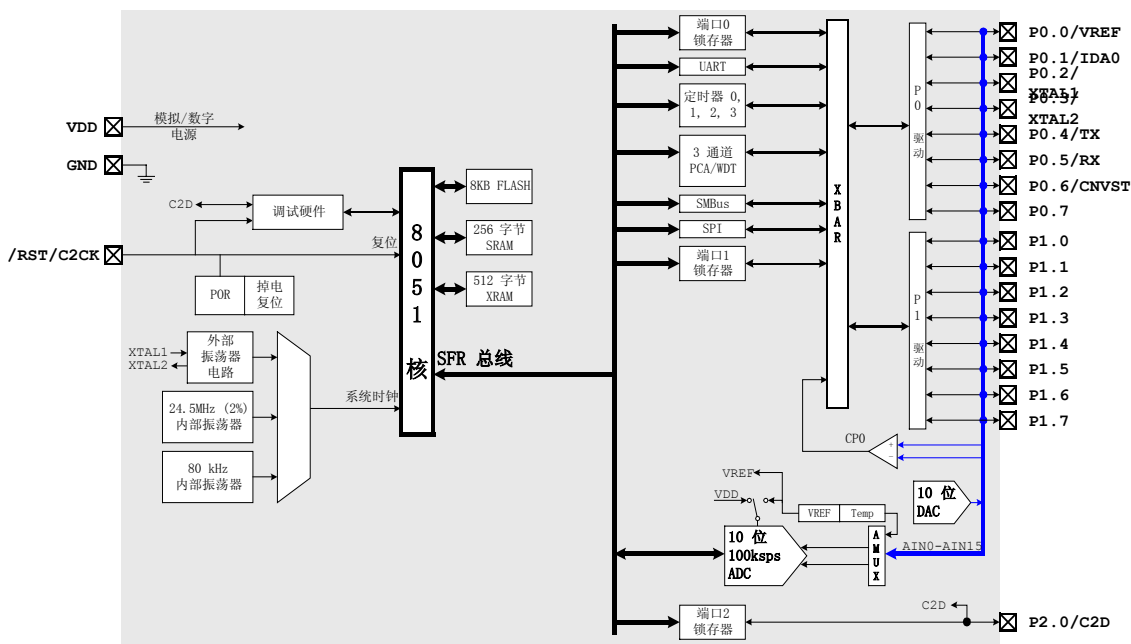 VDD
模拟/数字
电源
GND
C2D
调试硬件
/RST/C2CK
复位
POR
掉电
复位
XTAL1
XTAL2
外部
振荡器
电路
24.5MHz (2%)
内部振荡器
80 kHz
内部振荡器
系统时钟
8051 核
8KB FLASH
256 字节
SRAM
512 字节
XRAM
SFR 总线
端口0
锁存器
UART
定时器 0,
1, 2, 3
3 通道
PCA/WDT
SMBus
SPI
端口1
锁存器
XBAR
P0 驱动
P1 驱动
CP0
+
-
VREF
VDD
VREF
Temp
10 位
100ksps
ADC
AMUX
10 位
DAC
AIN0-AIN15
端口2
锁存器
C2D
P0.0/VREF
P0.1/IDA0
P0.2/
XTAL1
P0.3/
XTAL2
P0.4/TX
P0.5/RX
P0.6/CNVST
P0.7
P1.0
P1.1
P1.2
P1.3
P1.4
P1.5
P1.6
P1.7
P2.0/C2D